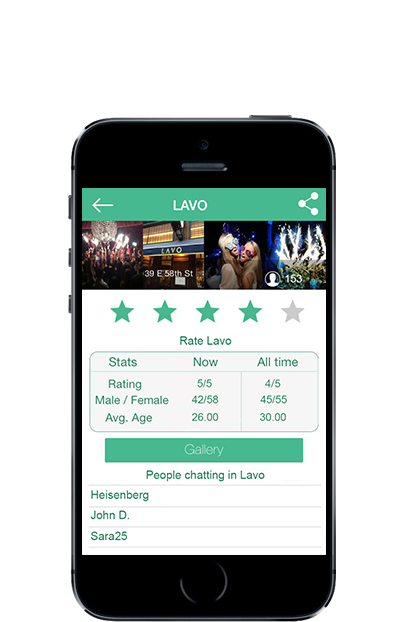 LAVO
LAVO
39 E 58th St
153
Rate Lavo
Stats Now All time
Rating 5/5 4/5
Male / Female 42/58 45/55
Avg. Age 26.00 30.00
Gallery
People chatting in Lavo
Heisenberg
John D.
Sara25